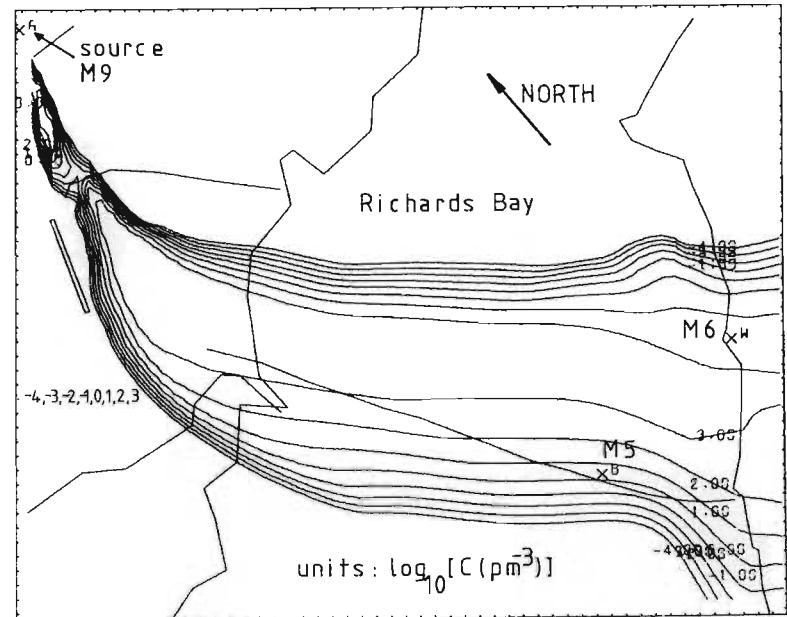 source
M9
NORTH
Richards Bay
M6
W
-4,-3,-2,-1,0,1,2,3
3.00
M5
B
2.00
1.00
-1.00
units: log10[C(pm-3)]